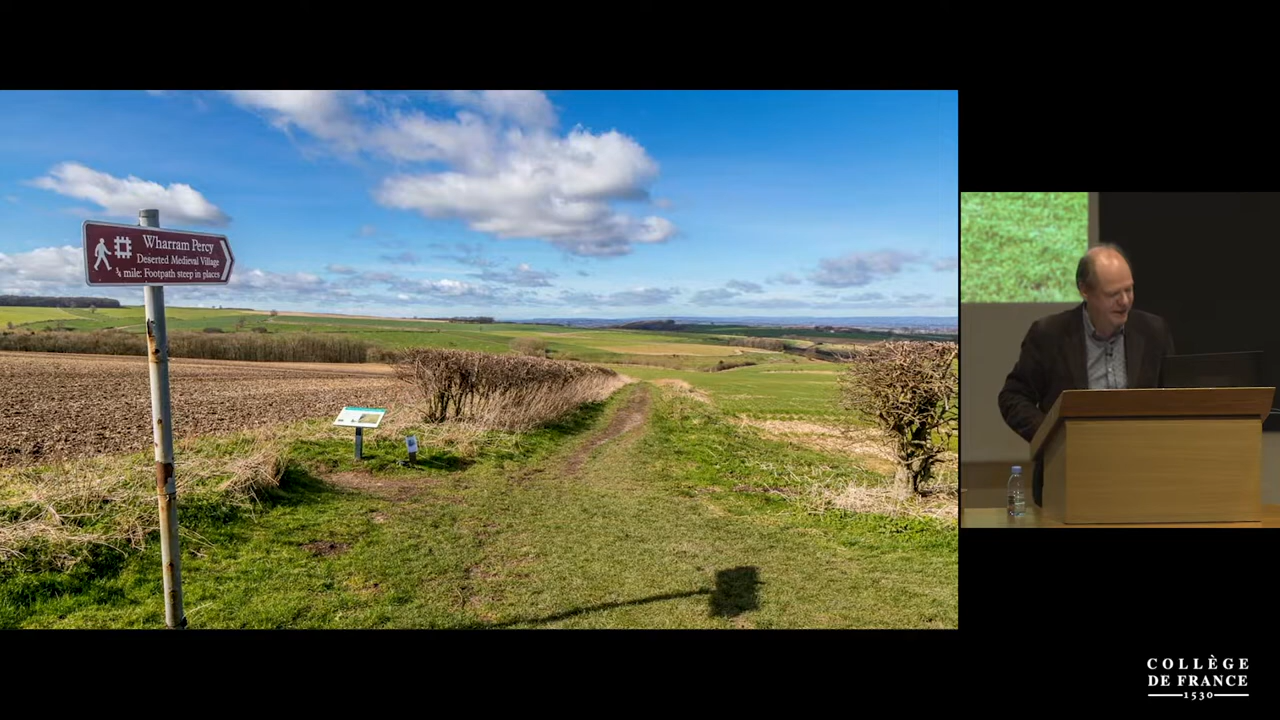 Wharram Percy
Deserted Medieval Village
¾ mile: Footpath steep in places
COLLÈGE
DE FRANCE
1530